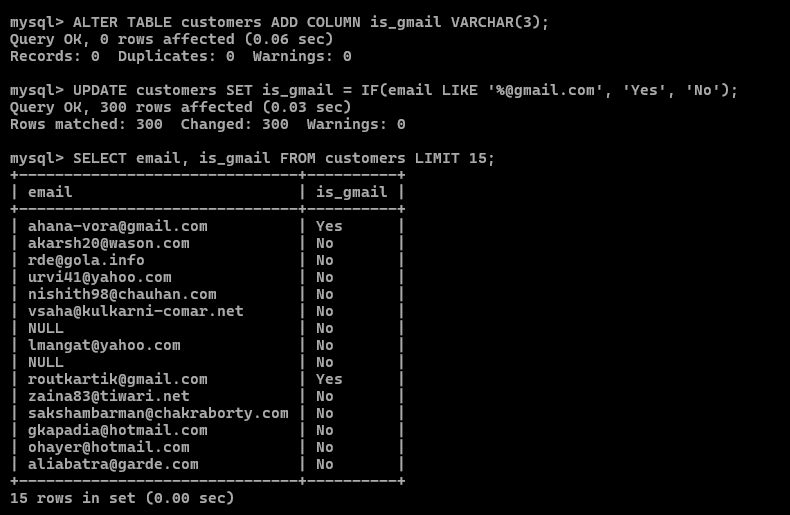 mysql> ALTER TABLE customers ADD COLUMN is_gmail VARCHAR(3);
Query OK, 0 rows affected (0.06 sec)
Records: 0  Duplicates: 0  Warnings: 0

mysql> UPDATE customers SET is_gmail = IF(email LIKE '%@gmail.com', 'Yes', 'No');
Query OK, 300 rows affected (0.03 sec)
Rows matched: 300  Changed: 300  Warnings: 0

mysql> SELECT email, is_gmail FROM customers LIMIT 15;
+-------------------------------+----------+
| email                         | is_gmail |
+-------------------------------+----------+
| ahana-vora@gmail.com          | Yes      |
| akarsh20@wason.com            | No       |
| rde@gola.info                 | No       |
| urvi41@yahoo.com              | No       |
| nishith98@chauhan.com         | No       |
| vsaha@kulkarni-comar.net      | No       |
| NULL                          | No       |
| lmangat@yahoo.com             | No       |
| NULL                          | No       |
| routkartik@gmail.com          | Yes      |
| zaina83@tiwari.net            | No       |
| sakshambarman@chakraborty.com | No       |
| gkapadia@hotmail.com          | No       |
| ohayer@hotmail.com            | No       |
| aliabatra@garde.com           | No       |
+-------------------------------+----------+
15 rows in set (0.00 sec)